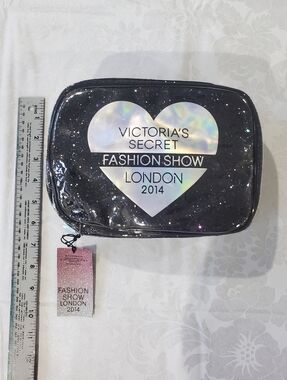 VICTORIA'S
SECRET
FASHION SHOW
LONDON
2014
FASHION
SHOW
LONDON
2014